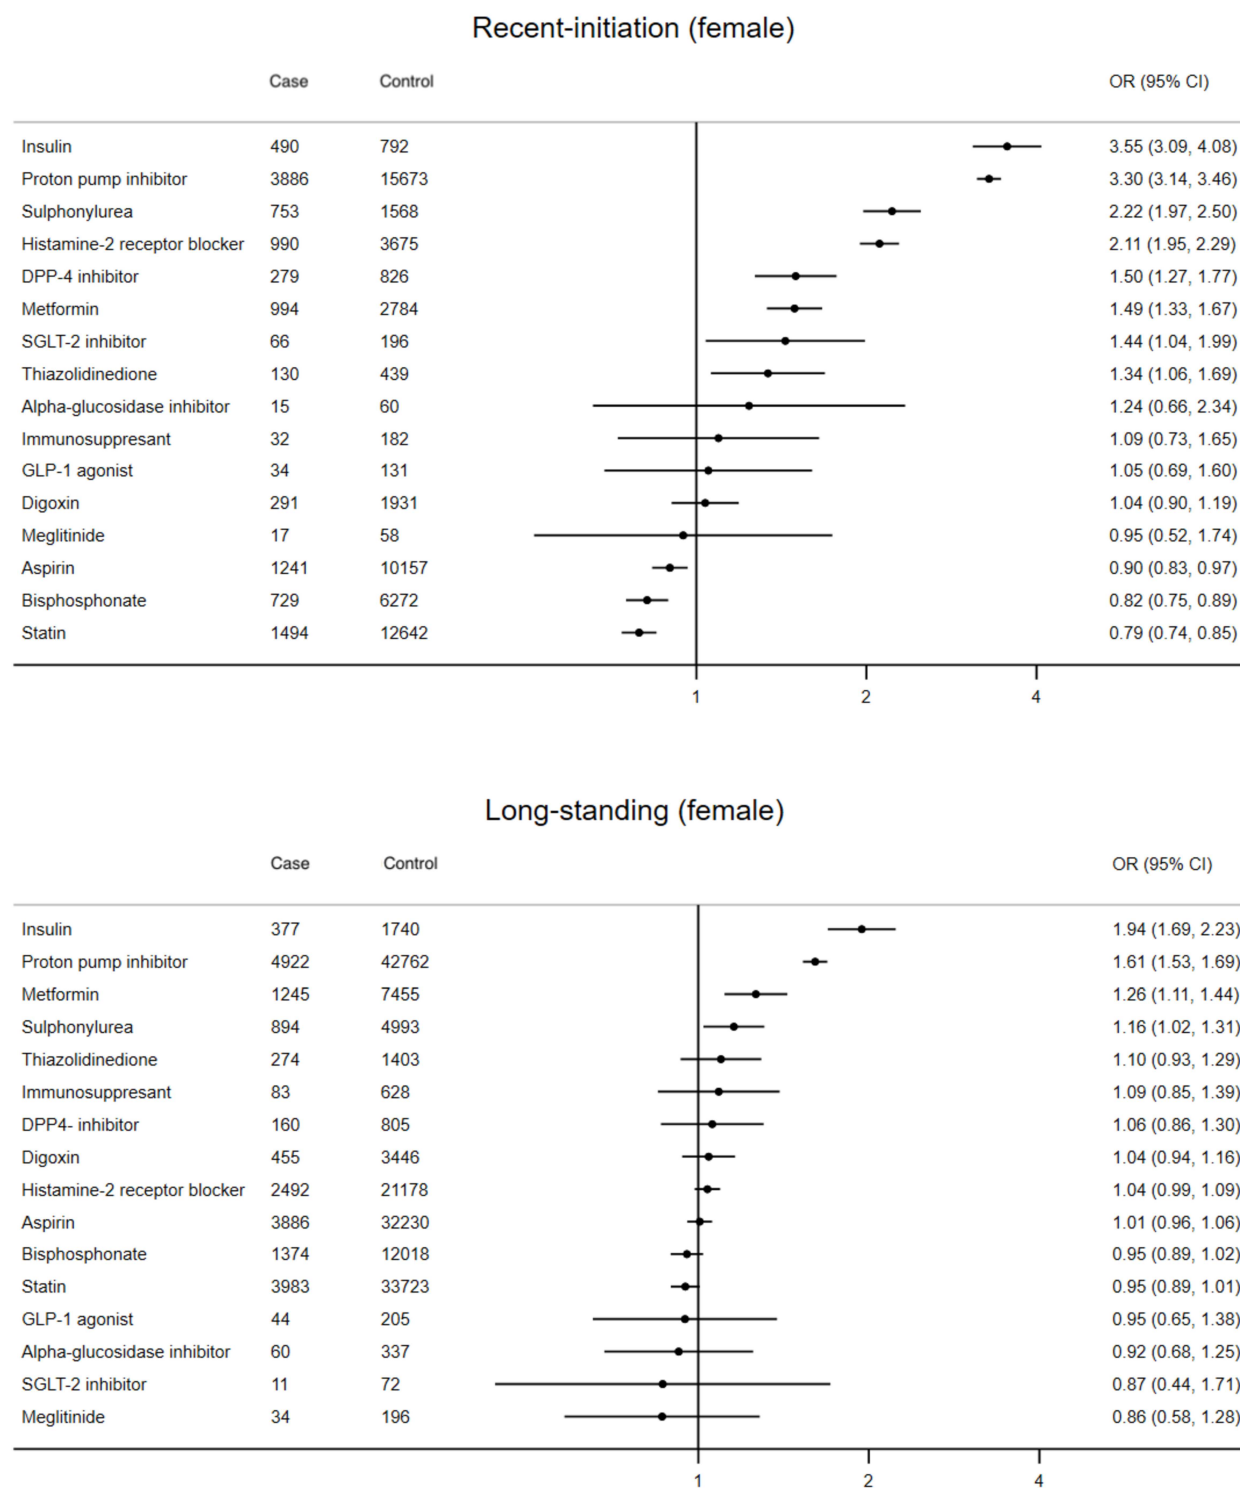 Recent-initiation (female)
Case Control OR (95% CI)
Insulin 490 792 3.55 (3.09, 4.08)
Proton pump inhibitor 3886 15673 3.30 (3.14, 3.46)
Sulphonylurea 753 1568 2.22 (1.97, 2.50)
Histamine-2 receptor blocker 990 3675 2.11 (1.95, 2.29)
DPP-4 inhibitor 279 826 1.50 (1.27, 1.77)
Metformin 994 2784 1.49 (1.33, 1.67)
SGLT-2 inhibitor 66 196 1.44 (1.04, 1.99)
Thiazolidinedione 130 439 1.34 (1.06, 1.69)
Alpha-glucosidase inhibitor 15 60 1.24 (0.66, 2.34)
Immunosuppresant 32 182 1.09 (0.73, 1.65)
GLP-1 agonist 34 131 1.05 (0.69, 1.60)
Digoxin 291 1931 1.04 (0.90, 1.19)
Meglitinide 17 58 0.95 (0.52, 1.74)
Aspirin 1241 10157 0.90 (0.83, 0.97)
Bisphosphonate 729 6272 0.82 (0.75, 0.89)
Statin 1494 12642 0.79 (0.74, 0.85)
1 2 4
Long-standing (female)
Case Control OR (95% CI)
Insulin 377 1740 1.94 (1.69, 2.23)
Proton pump inhibitor 4922 42762 1.61 (1.53, 1.69)
Metformin 1245 7455 1.26 (1.11, 1.44)
Sulphonylurea 894 4993 1.16 (1.02, 1.31)
Thiazolidinedione 274 1403 1.10 (0.93, 1.29)
Immunosuppresant 83 628 1.09 (0.85, 1.39)
DPP4- inhibitor 160 805 1.06 (0.86, 1.30)
Digoxin 455 3446 1.04 (0.94, 1.16)
Histamine-2 receptor blocker 2492 21178 1.04 (0.99, 1.09)
Aspirin 3886 32230 1.01 (0.96, 1.06)
Bisphosphonate 1374 12018 0.95 (0.89, 1.02)
Statin 3983 33723 0.95 (0.89, 1.01)
GLP-1 agonist 44 205 0.95 (0.65, 1.38)
Alpha-glucosidase inhibitor 60 337 0.92 (0.68, 1.25)
SGLT-2 inhibitor 11 72 0.87 (0.44, 1.71)
Meglitinide 34 196 0.86 (0.58, 1.28)
1 2 4